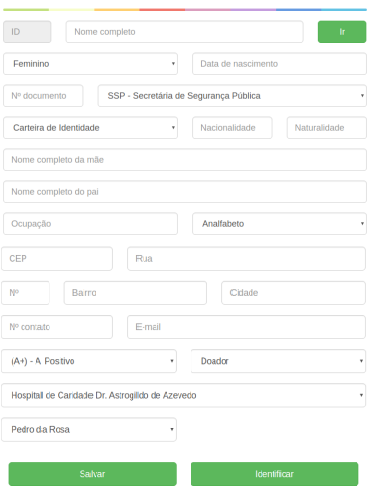 ID Nome completo Ir
Feminino Data de nascimento
Nº documento SSP - Secretária de Segurança Pública
Carteira de Identidade Nacionalidade Naturalidade
Nome completo da mãe
Nome completo do pai
Ocupação Analfabeto
CEP Rua
Nº Bairro Cidade
Nº contato E-mail
(A+) - A Positivo Doador
Hospital de Caridade Dr. Astrogildo de Azevedo
Pedro da Rosa
Salvar Identificar